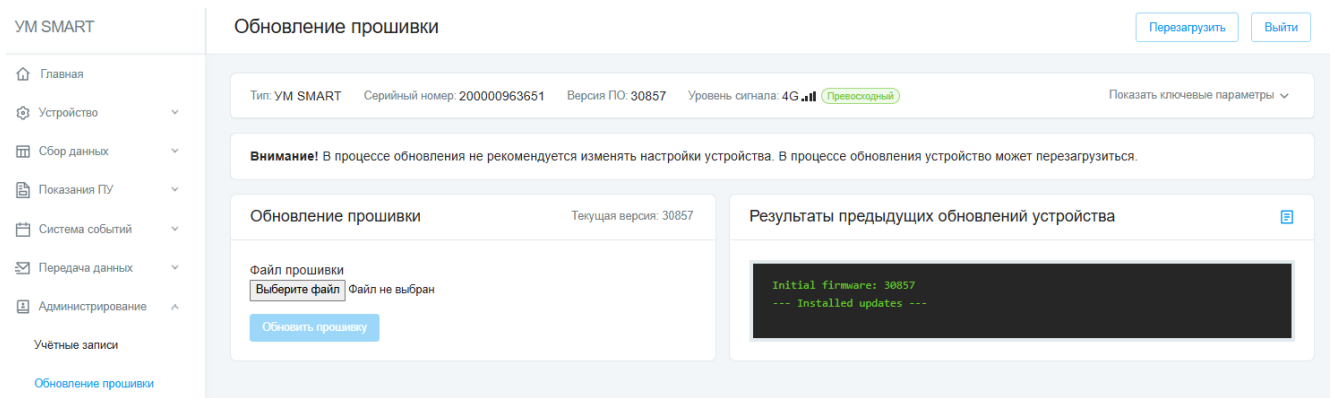 УМ SMART
Обновление прошивки
Перезагрузить
Выйти
Главная
Устройство
Сбор данных
Показания ПУ
Система событий
Передача данных
Администрирование
Учётные записи
Обновление прошивки
Тип: УМ SMART Серийный номер: 200000963651 Версия ПО: 30857 Уровень сигнала: 4G Превосходный
Показать ключевые параметры
Внимание! В процессе обновления не рекомендуется изменять настройки устройства. В процессе обновления устройство может перезагрузиться.
Обновление прошивки Текущая версия: 30857
Файл прошивки
Выберите файл Файл не выбран
Обновить прошивку
Результаты предыдущих обновлений устройства
Initial firmware: 30857
--- Installed updates ---